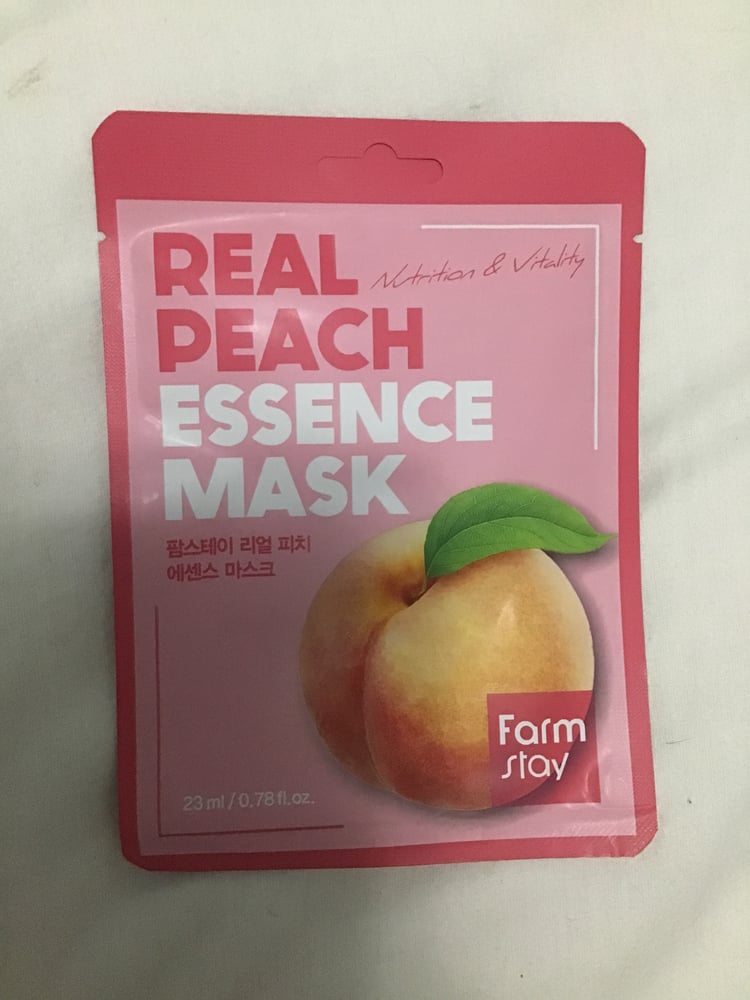 REAL
Nutrition & Vitality
PEACH
ESSENCE
MASK
팜스테이 리얼 피치
에센스 마스크
Farm
stay
23 ml / 0.78 fl.oz.